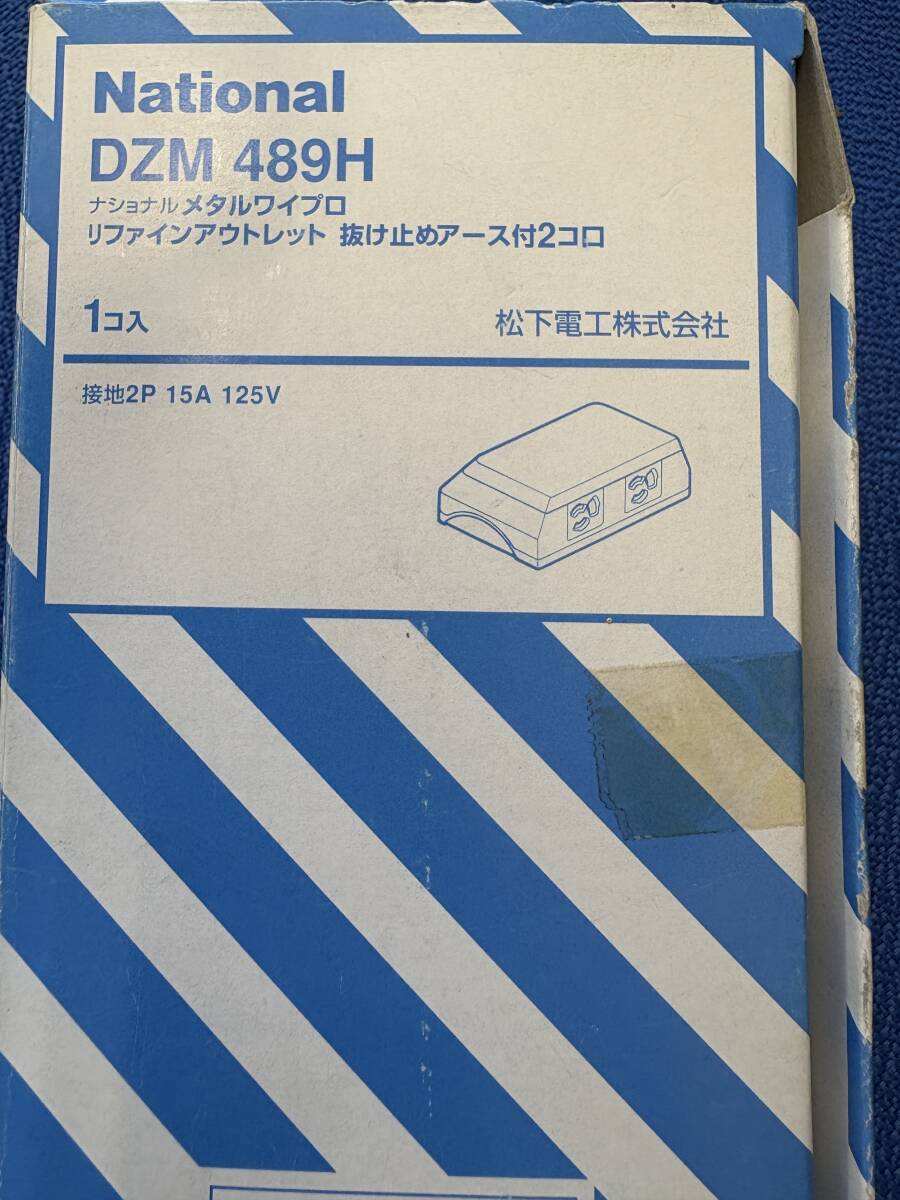 National
DZM 489H
ナショナル メタルワイプロ
リファインアウトレット 抜け止めアース付2コ口
1コ入
松下電工株式会社
接地2P 15A 125V